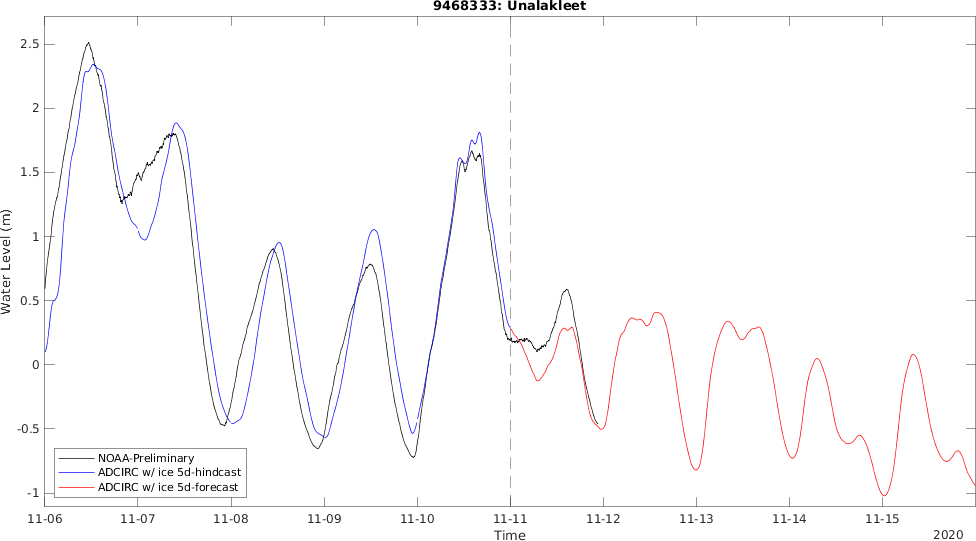 9468333: Unalakleet
Water Level (m)
2.5
2
1.5
1
0.5
0
-0.5
-1
NOAA-Preliminary
ADCIRC w/ ice 5d-hindcast
ADCIRC w/ ice 5d-forecast
11-06 11-07 11-08 11-09 11-10 11-11 11-12 11-13 11-14 11-15
Time
2020